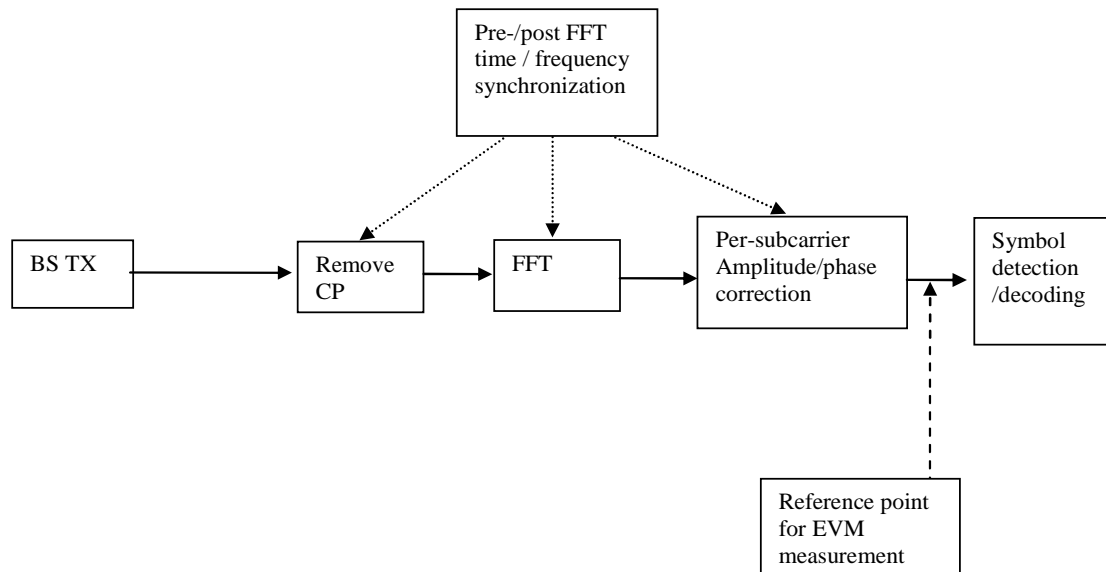 Pre-/post FFT
time / frequency
synchronization
BS TX
Remove
CP
FFT
Per-subcarrier
Amplitude/phase
correction
Symbol
detection
/decoding
Reference point
for EVM
measurement